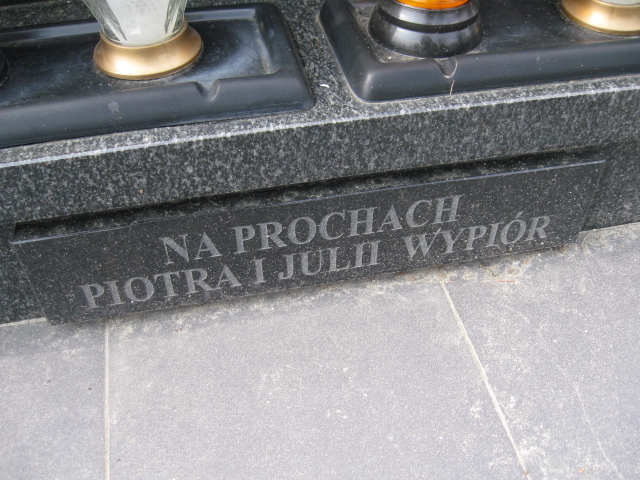 NA PROCHACH
PIOTRA I JULII WYPIÓR